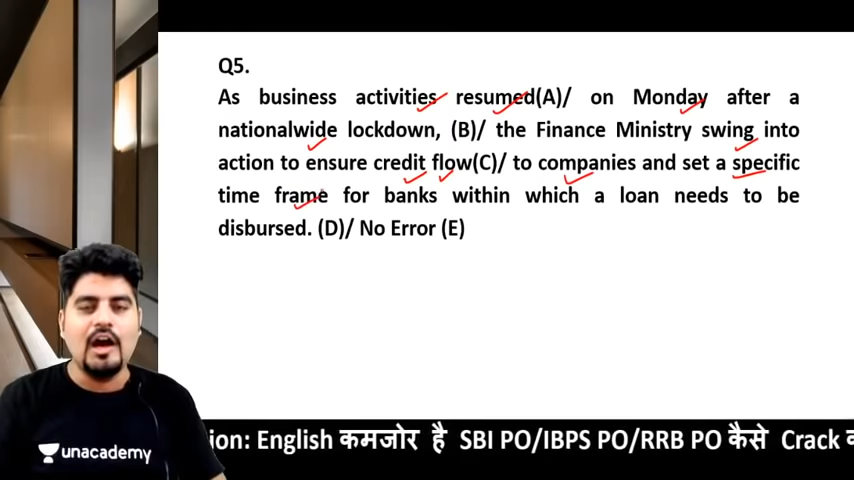 Q5.
As business activities resumed(A)/ on Monday after a
nationalwide lockdown, (B)/ the Finance Ministry swing into
action to ensure credit flow(C)/ to companies and set a specific
time frame for banks within which a loan needs to be
disbursed. (D)/ No Error (E)
unacademy
ion: English कमजोर है SBI PO/IBPS PO/RRB PO कैसे Crack